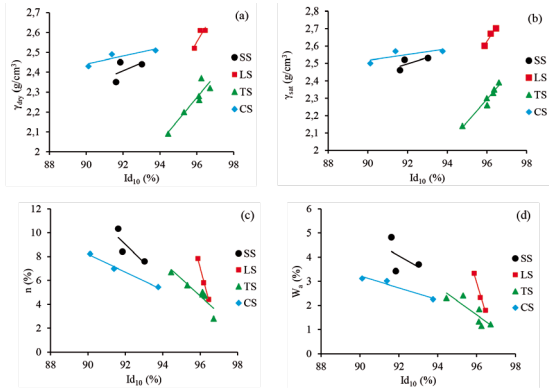 (a)
2,7
2,6
2,5
2,4
2,3
2,2
2,1
2
γdry (g/cm³)
90 92 94 96 98
Id₁₀ (%)
SS
LS
TS
CS
(b)
2,8
2,7
2,6
2,5
2,4
2,3
2,2
2,1
2
γsat (g/cm³)
90 92 94 96 98
Id₁₀ (%)
SS
LS
TS
CS
(c)
12
10
8
6
4
2
0
n (%)
90 92 94 96 98
Id₁₀ (%)
SS
LS
TS
CS
(d)
6
5
4
3
2
1
0
Wa (%)
90 92 94 96 98
Id₁₀ (%)
SS
LS
TS
CS